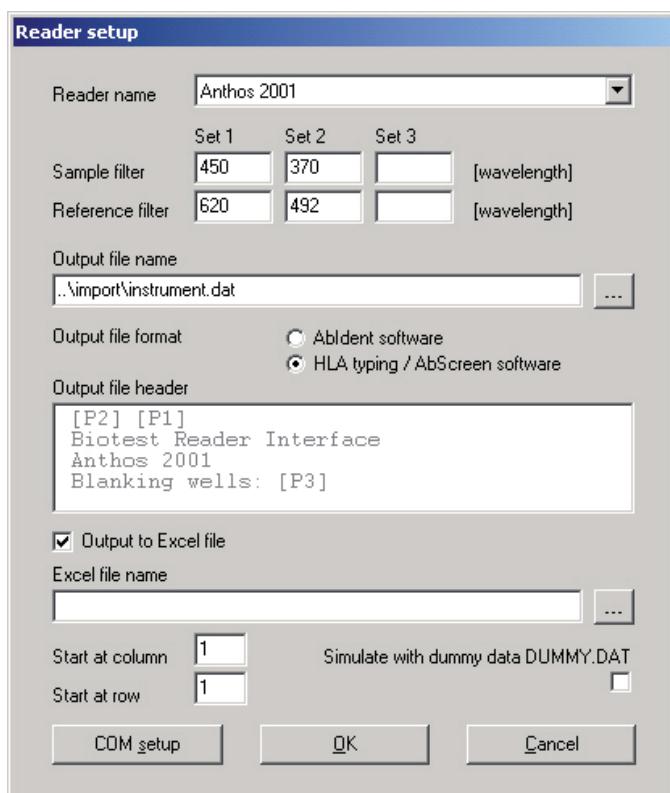 Reader setup
Reader name Anthos 2001
Set 1 Set 2 Set 3
Sample filter 450 370 [wavelength]
Reference filter 620 492 [wavelength]
Output file name
..\import\instrument.dat ...
Output file format AbIdent software
HLA typing / AbScreen software
Output file header
[P2] [P1]
Biotest Reader Interface
Anthos 2001
Blanking wells: [P3]
Output to Excel file
Excel file name
...
Start at column 1 Simulate with dummy data DUMMY.DAT
Start at row 1
COM setup OK Cancel